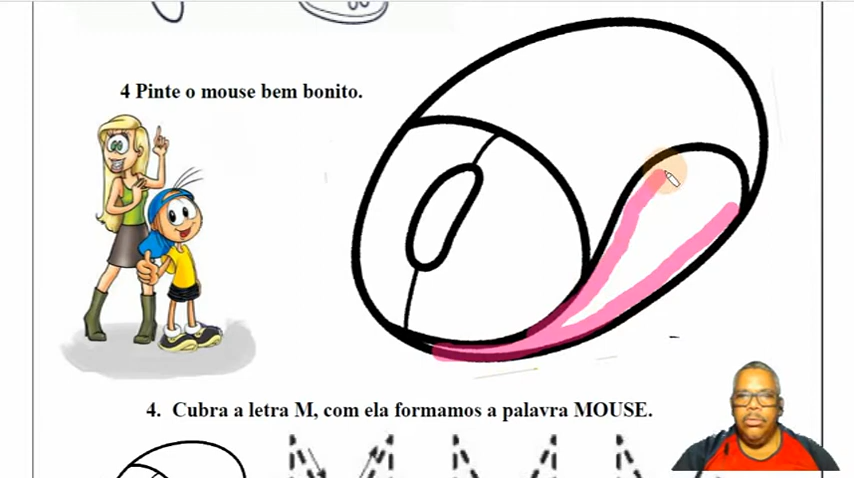 4 Pinte o mouse bem bonito.
4. Cubra a letra M, com ela formamos a palavra MOUSE.